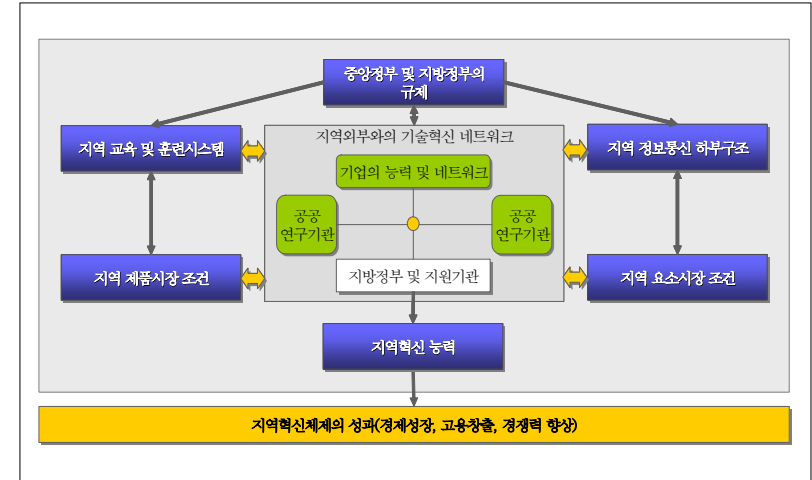 중앙정부 및 지방정부의
규제
지역 교육 및 훈련시스템
지역외부와의 기술혁신 네트워크
지역 정보통신 하부구조
기업의 능력 및 네트워크
공공
연구기관
공공
연구기관
지역 제품시장 조건
지방정부 및 지원기관
지역 요소시장 조건
지역혁신 능력
지역혁신체제의 성과(경제성장, 고용창출, 경쟁력 향상)